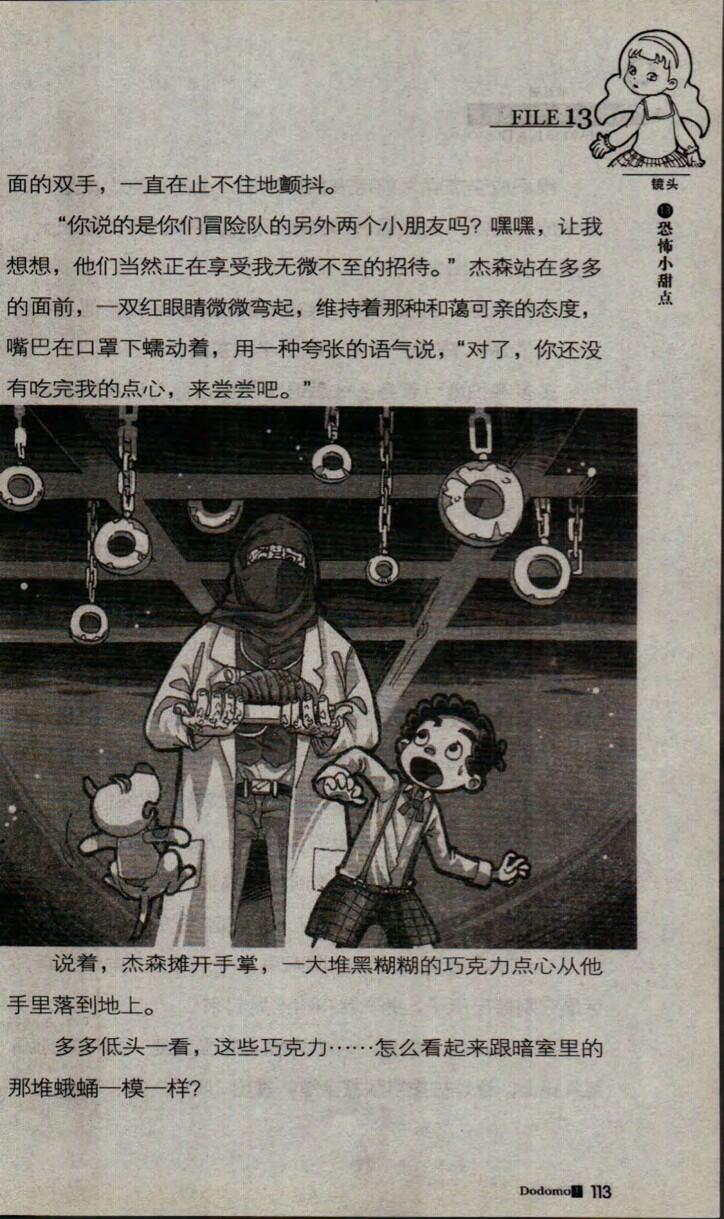 FILE 13
镜头
⓭恐怖小甜点
面的双手，一直在止不住地颤抖。
“你说的是你们冒险队的另外两个小朋友吗？嘿嘿，让我
想想，他们当然正在享受我无微不至的招待。”杰森站在多多
的面前，一双红眼睛微微弯起，维持着那种和蔼可亲的态度，
嘴巴在口罩下蠕动着，用一种夸张的语气说，“对了，你还没
有吃完我的点心，来尝尝吧。”
说着，杰森摊开手掌，一大堆黑糊糊的巧克力点心从他
手里落到地上。
多多低头一看，这些巧克力……怎么看起来跟暗室里的
那堆蛾蛹一模一样？
Dodomo! 113